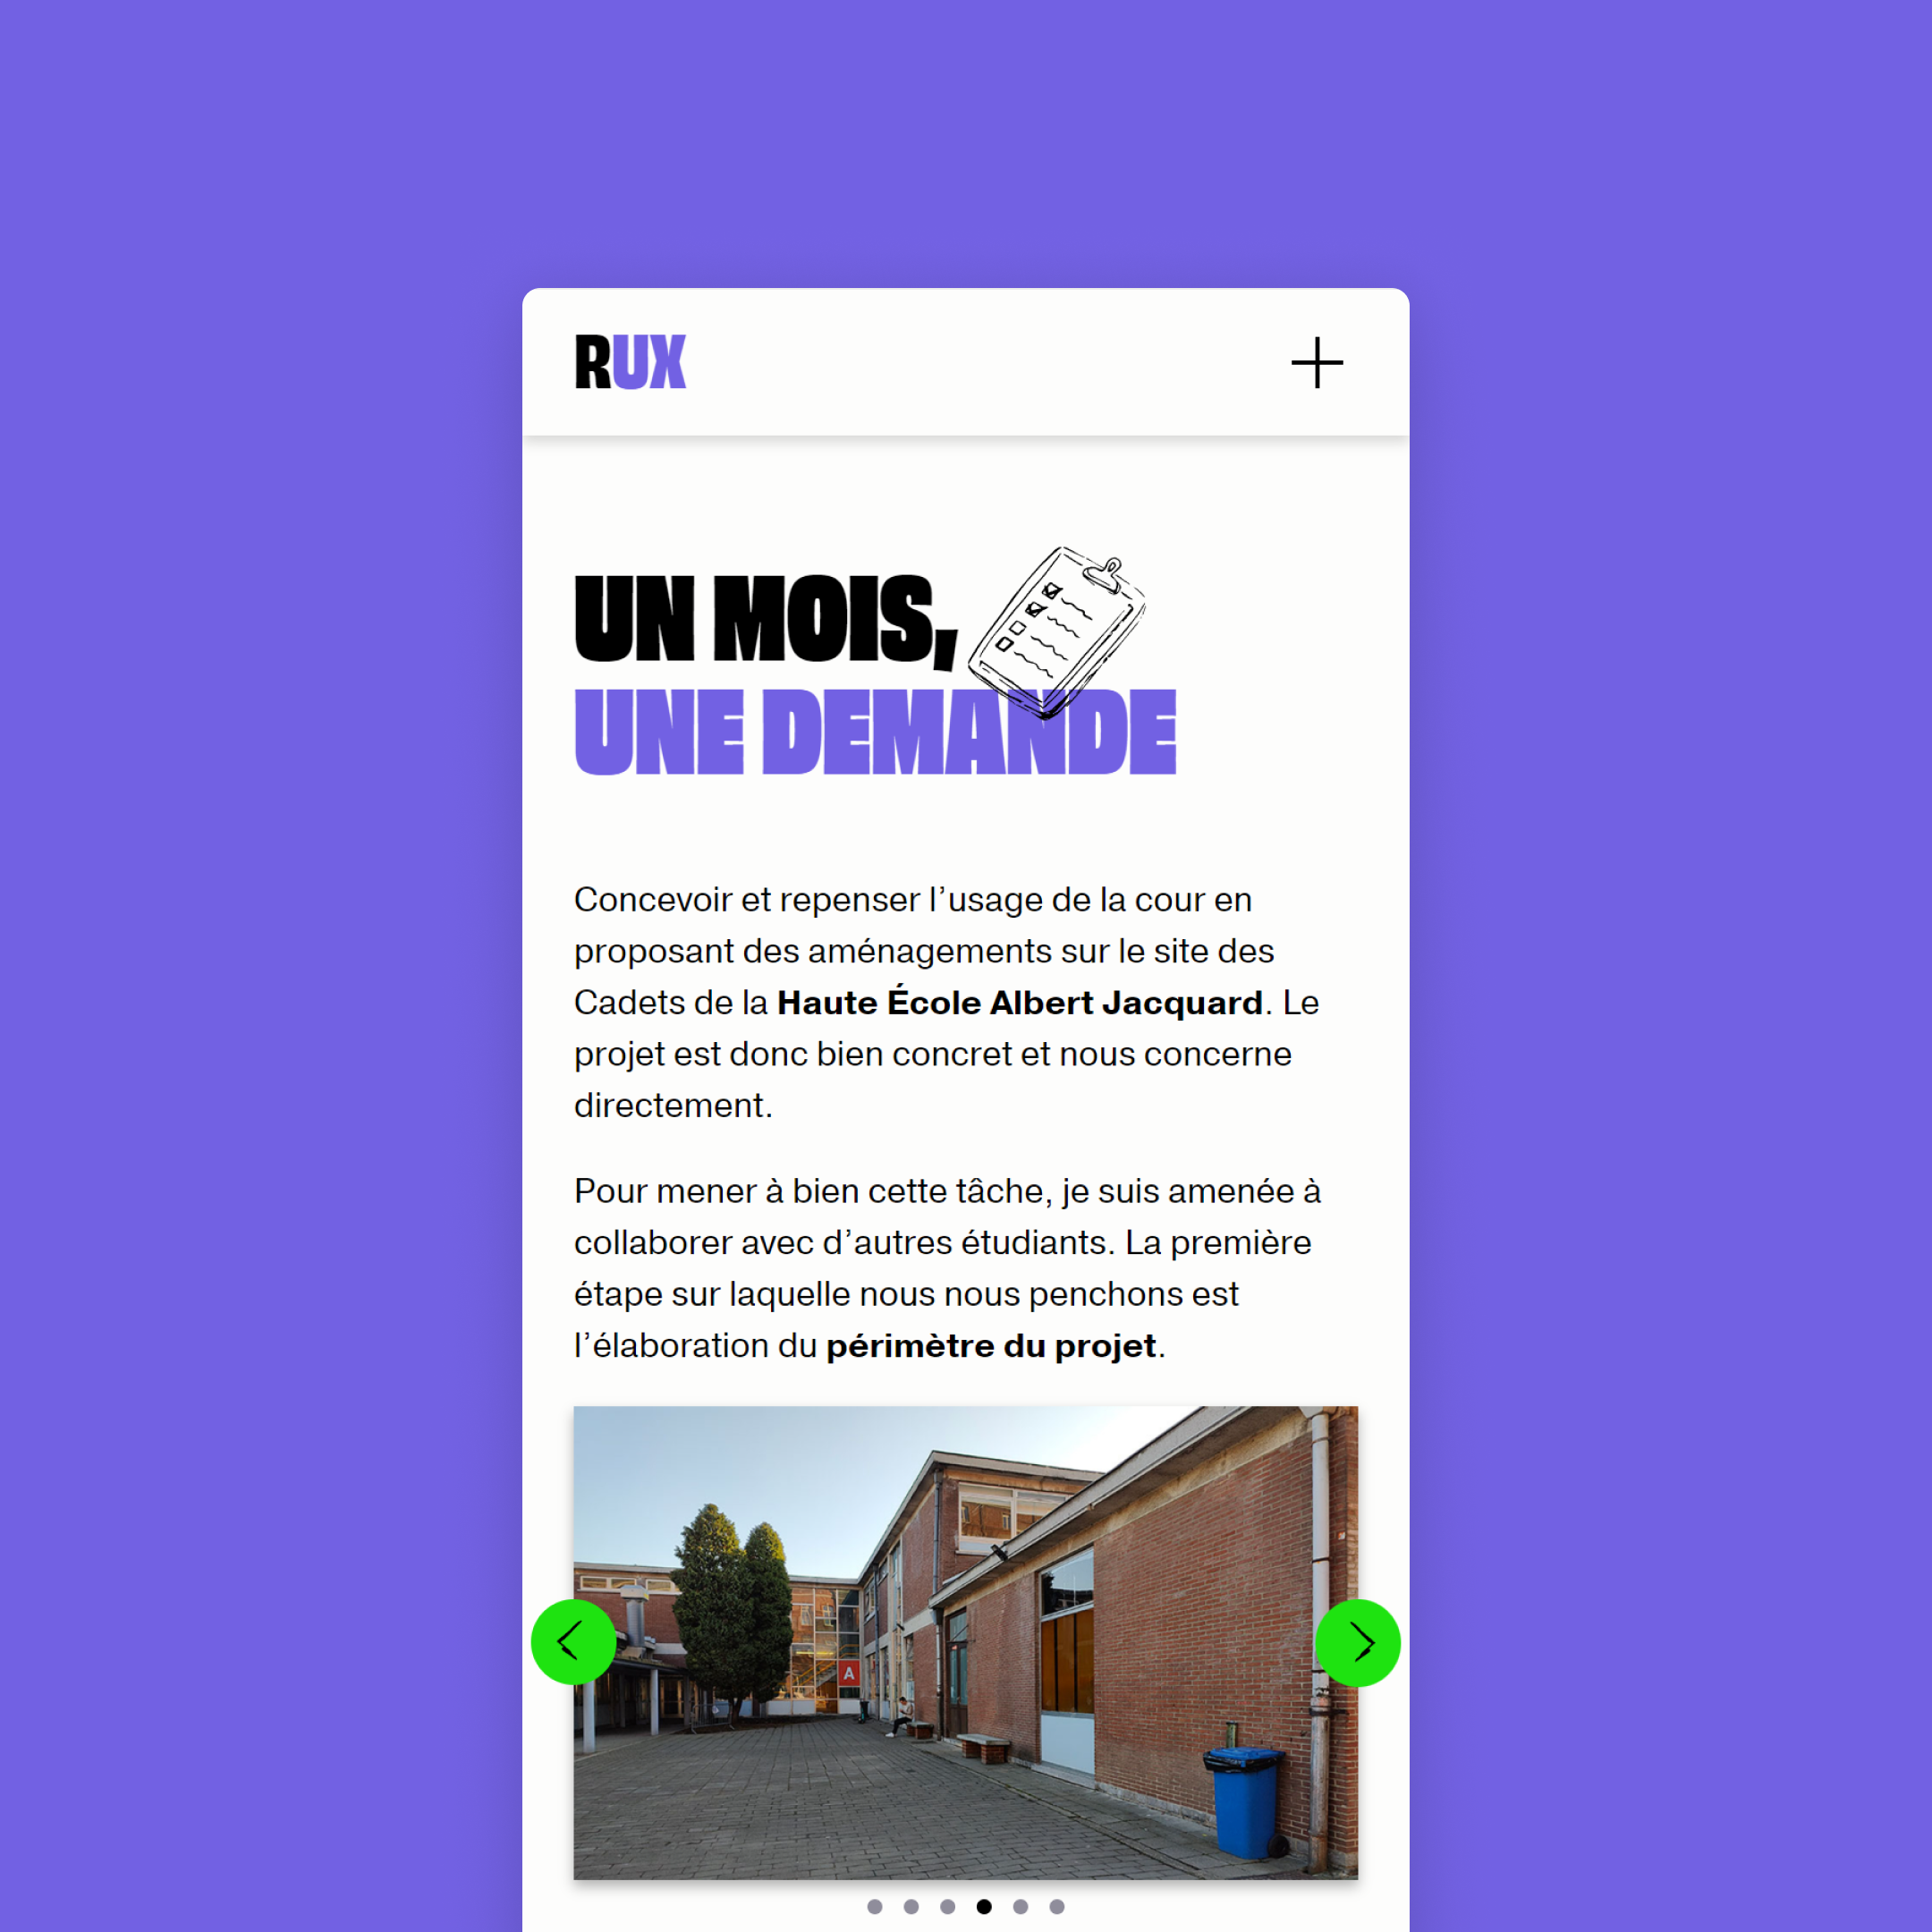 RUX
UN MOIS,
UNE DEMANDE
Concevoir et repenser l’usage de la cour en
proposant des aménagements sur le site des
Cadets de la Haute École Albert Jacquard. Le
projet est donc bien concret et nous concerne
directement.
Pour mener à bien cette tâche, je suis amenée à
collaborer avec d’autres étudiants. La première
étape sur laquelle nous nous penchons est
l’élaboration du périmètre du projet.
A